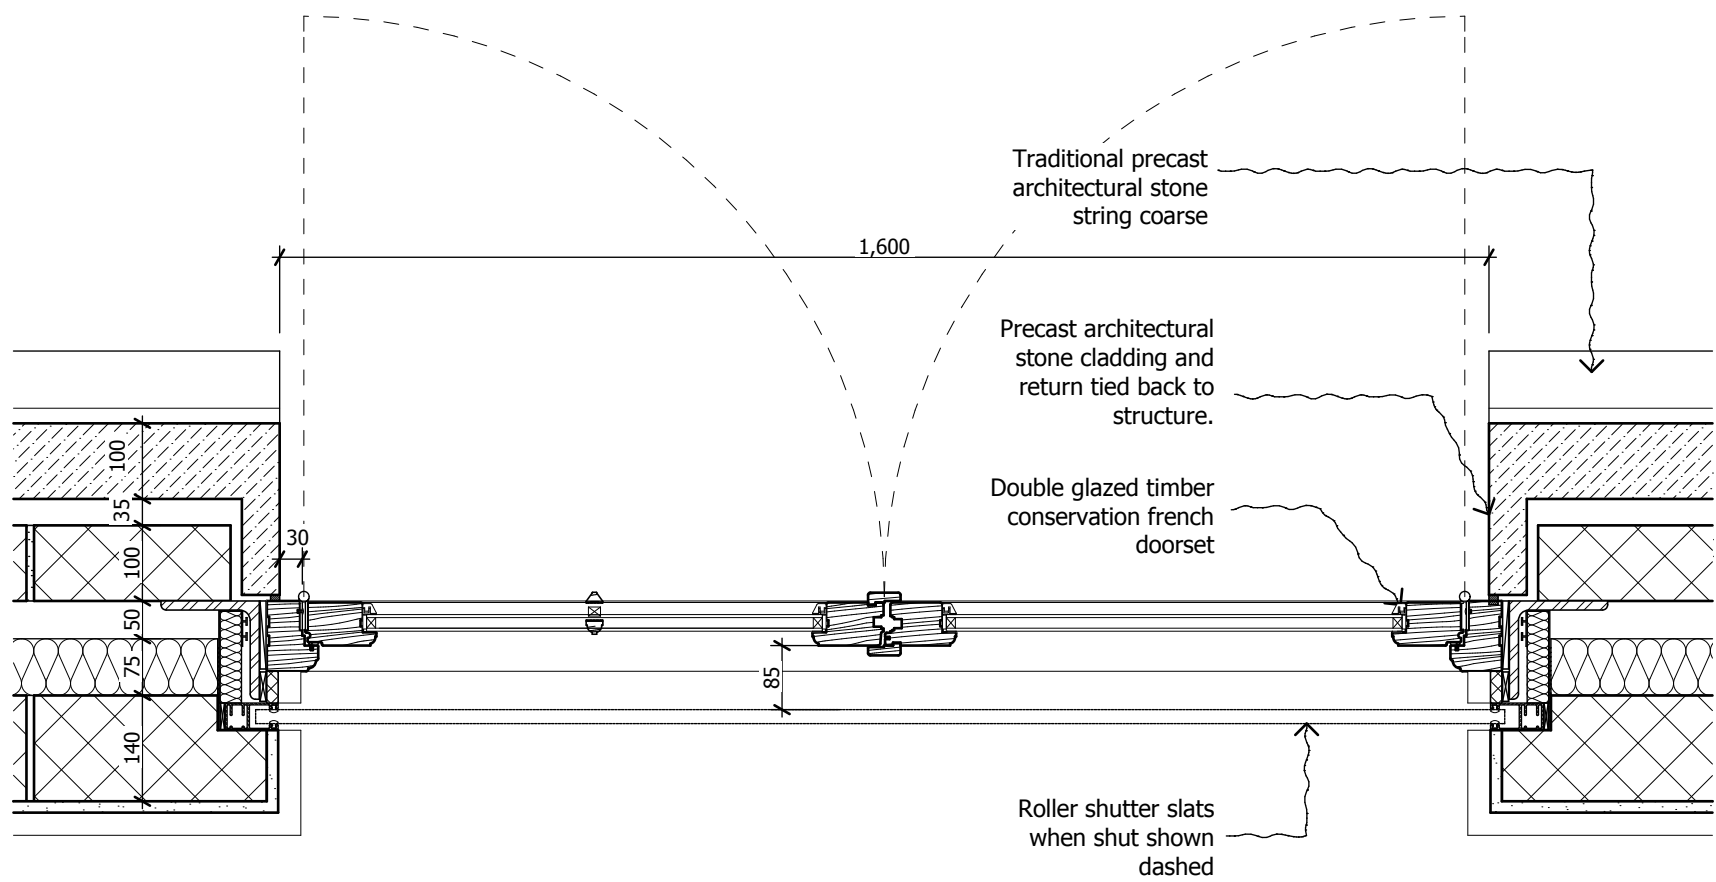 Traditional precast
architectural stone
string coarse
1,600
Precast architectural
stone cladding and
return tied back to
structure.
100
35
Double glazed timber
conservation french
doorset
30
100
50
75
85
140
Roller shutter slats
when shut shown
dashed